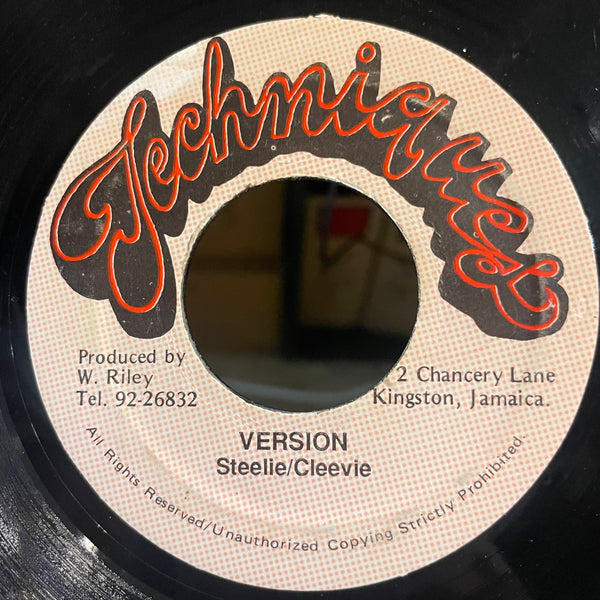 Techniques
Produced by
W. Riley
Tel. 92-26832
2 Chancery Lane
Kingston, Jamaica.
VERSION
Steelie/Cleevie
All Rights Reserved/Unauthorized Copying Strictly Prohibited.